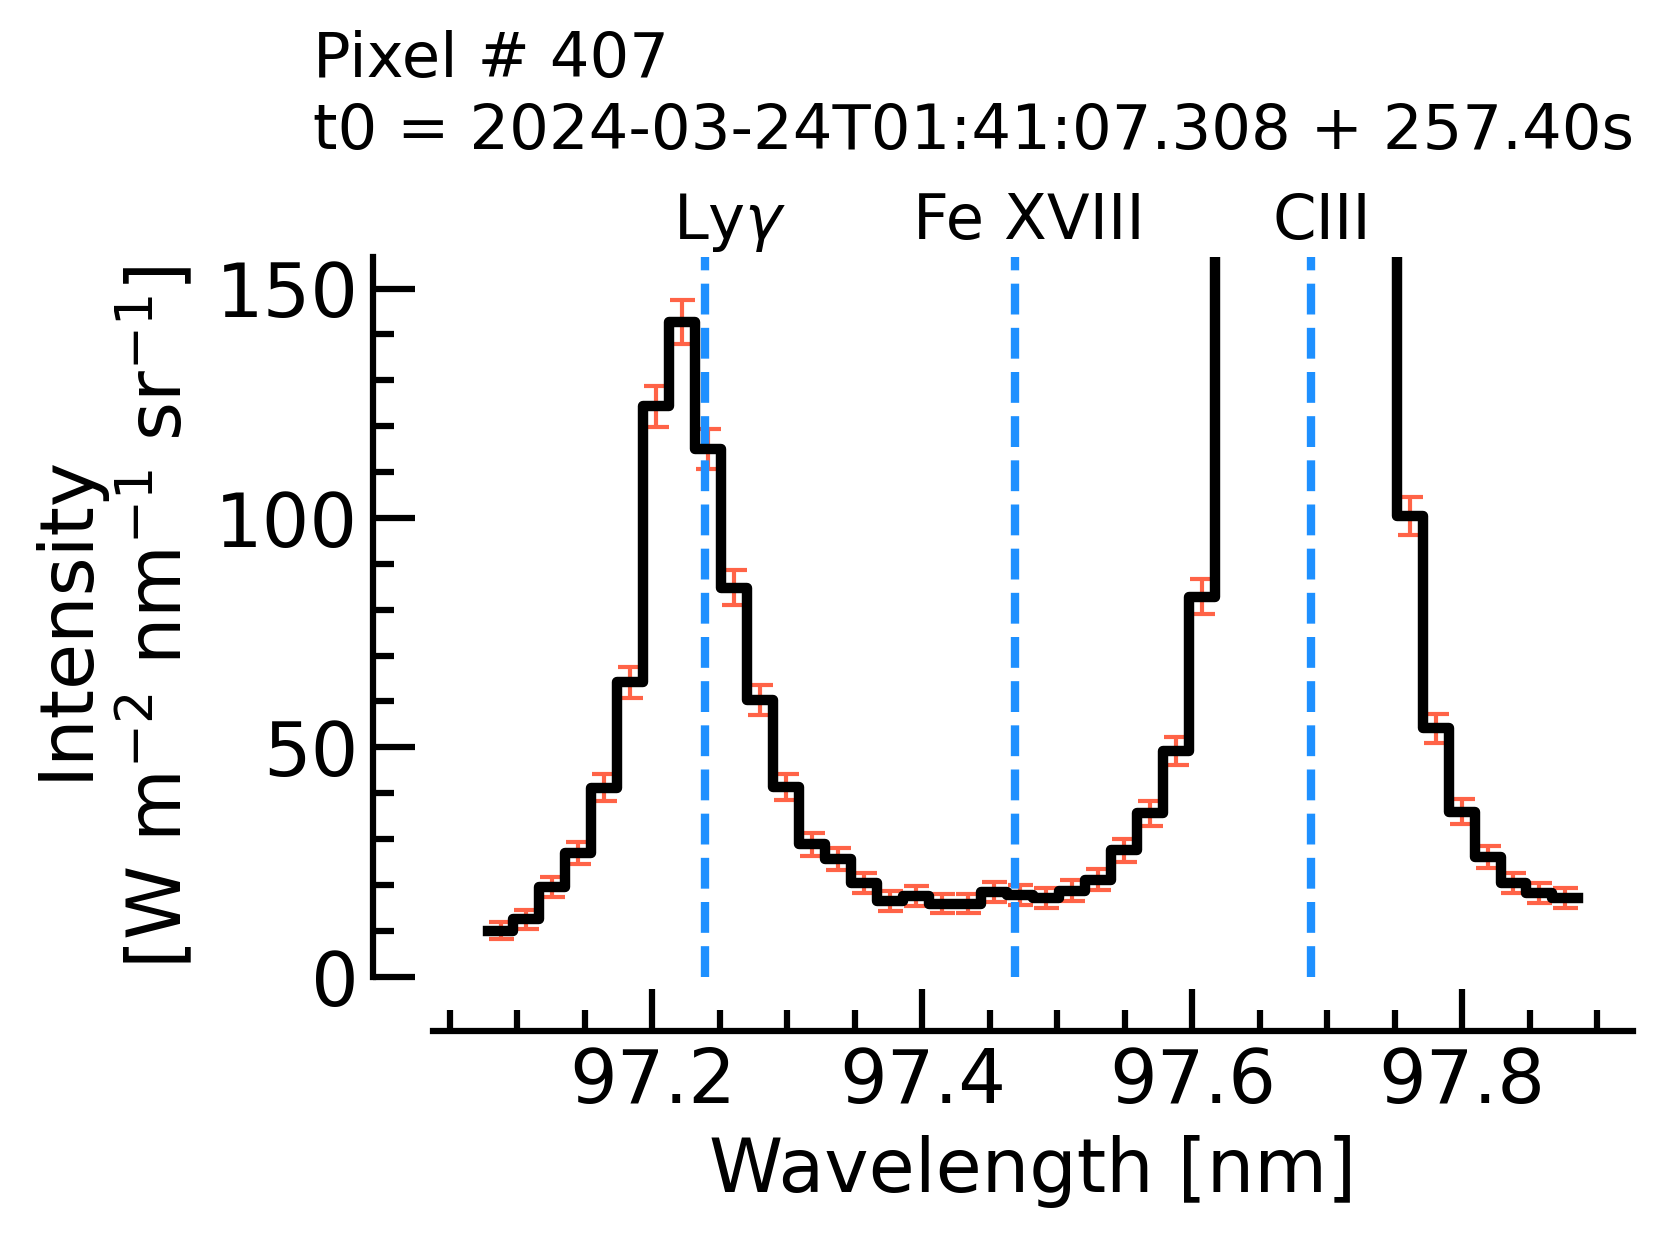 Pixel # 407
t0 = 2024-03-24T01:41:07.308 + 257.40s
Lyγ Fe XVIII CIII
Intensity
[W m⁻² nm⁻¹ sr⁻¹]
150
100
50
0
97.2 97.4 97.6 97.8
Wavelength [nm]